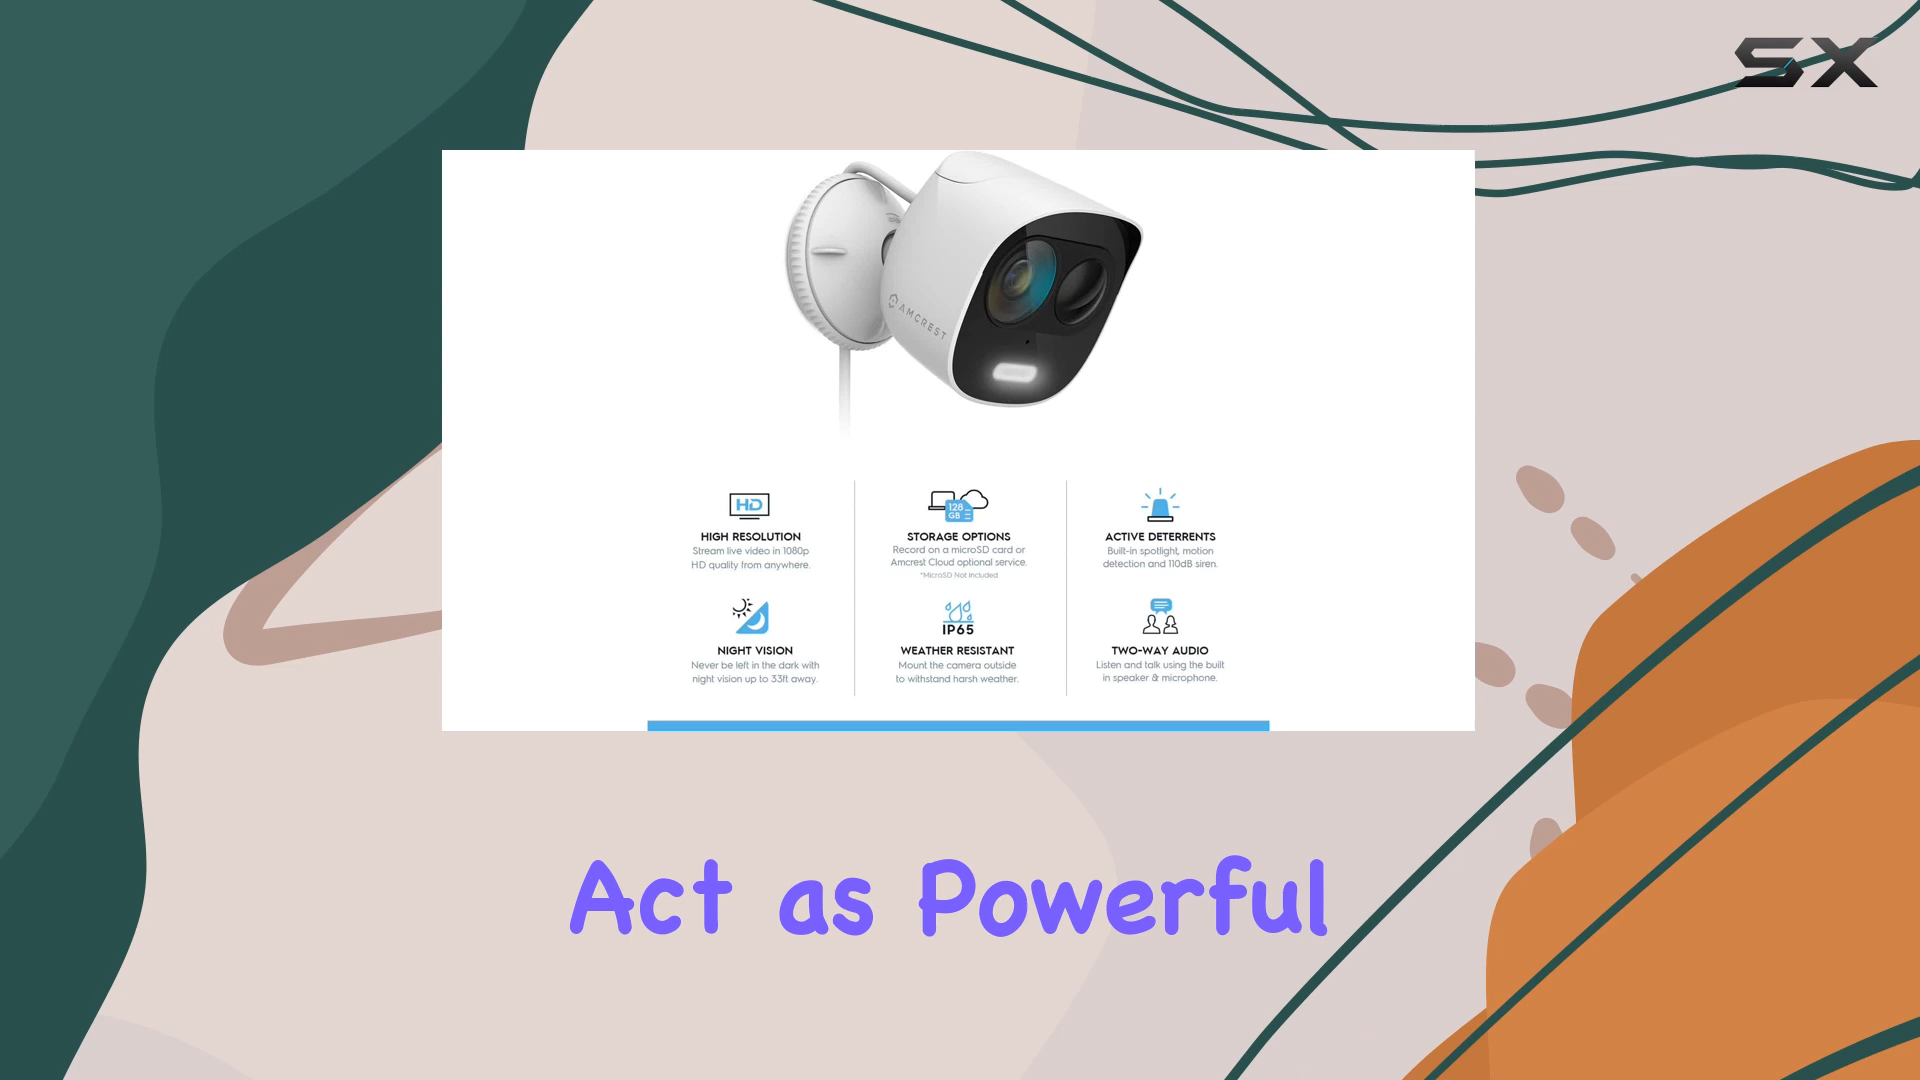 SX
AMCREST
HD
128
GB
HIGH RESOLUTION
Stream live video in 1080p
HD quality from anywhere.
STORAGE OPTIONS
Record on a microSD card or
Amcrest Cloud optional service.
*MicroSD Not Included
ACTIVE DETERRENTS
Built-in spotlight, motion
detection and 110dB siren.
NIGHT VISION
Never be left in the dark with
night vision up to 33ft away.
IP65
WEATHER RESISTANT
Mount the camera outside
to withstand harsh weather.
TWO-WAY AUDIO
Listen and talk using the built
in speaker & microphone.
Act as Powerful